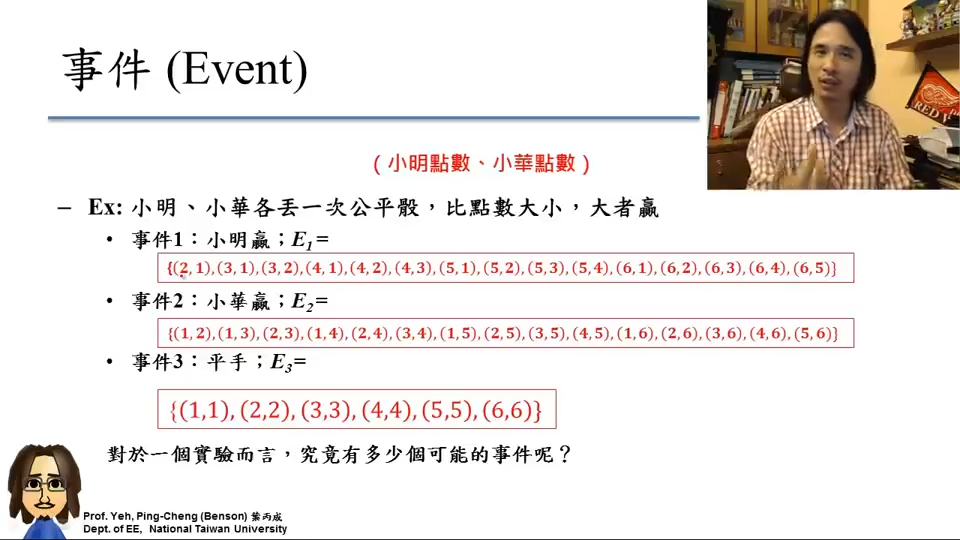 事件 (Event)
RED W
(小明點數、小華點數)
– Ex: 小明、小華各丟一次公平骰，比點數大小，大者贏
• 事件1：小明贏；E₁=
{(2,1),(3,1),(3,2),(4,1),(4,2),(4,3),(5,1),(5,2),(5,3),(5,4),(6,1),(6,2),(6,3),(6,4),(6,5)}
• 事件2：小華贏；E₂=
{(1,2),(1,3),(2,3),(1,4),(2,4),(3,4),(1,5),(2,5),(3,5),(4,5),(1,6),(2,6),(3,6),(4,6),(5,6)}
• 事件3：平手；E₃=
{(1,1),(2,2),(3,3),(4,4),(5,5),(6,6)}
對於一個實驗而言，究竟有多少個可能的事件呢？
Prof. Yeh, Ping-Cheng (Benson) 葉丙成
Dept. of EE, National Taiwan University